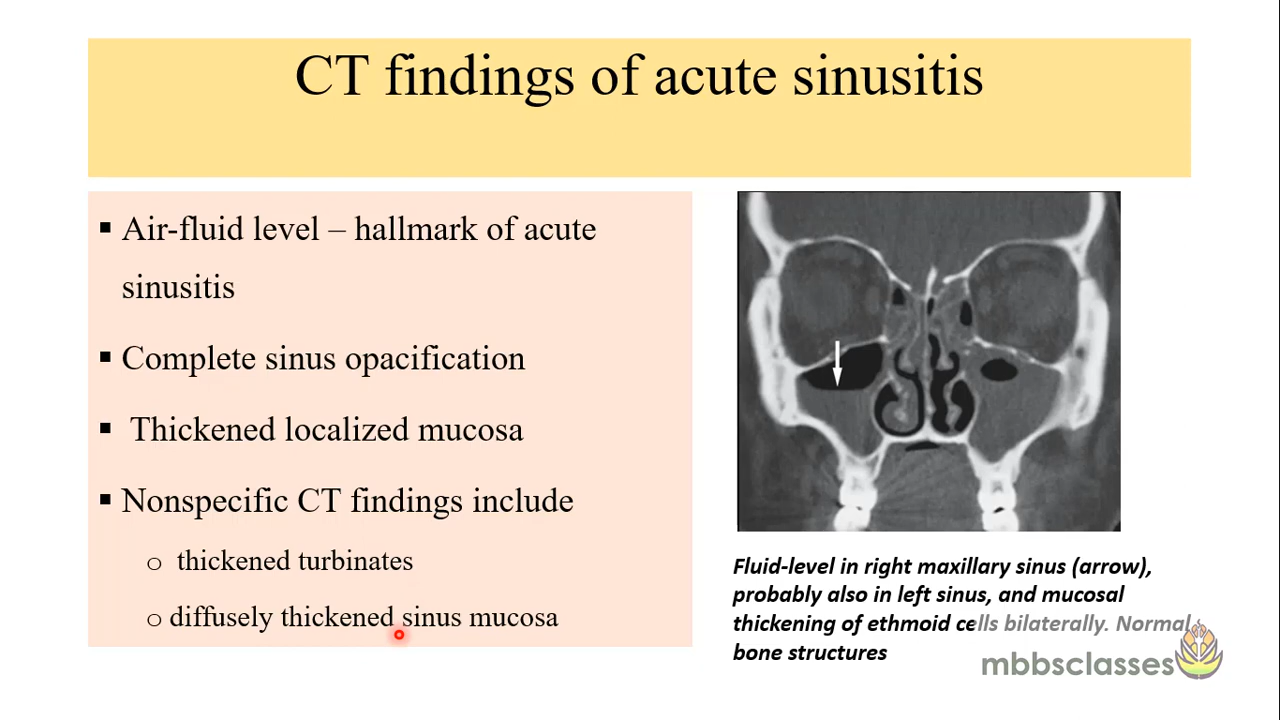 CT findings of acute sinusitis
▪ Air-fluid level – hallmark of acute
sinusitis
▪ Complete sinus opacification
▪ Thickened localized mucosa
▪ Nonspecific CT findings include
o thickened turbinates
o diffusely thickened sinus mucosa
Fluid-level in right maxillary sinus (arrow),
probably also in left sinus, and mucosal
thickening of ethmoid cells bilaterally. Normal
bone structures
mbbsclasses